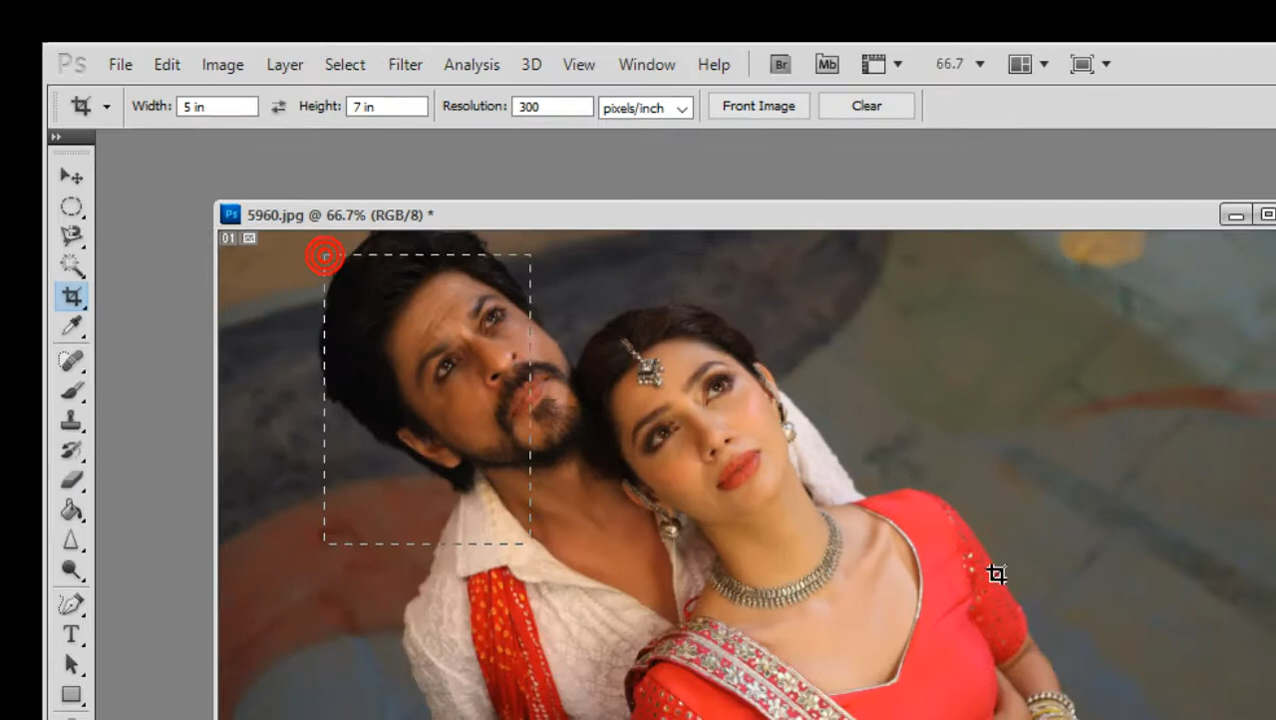 Ps File Edit Image Layer Select Filter Analysis 3D View Window Help Br Mb 66.7
Width: 5 in Height: 7 in Resolution: 300 pixels/inch Front Image Clear
Ps 5960.jpg @ 66.7% (RGB/8) *
01
T